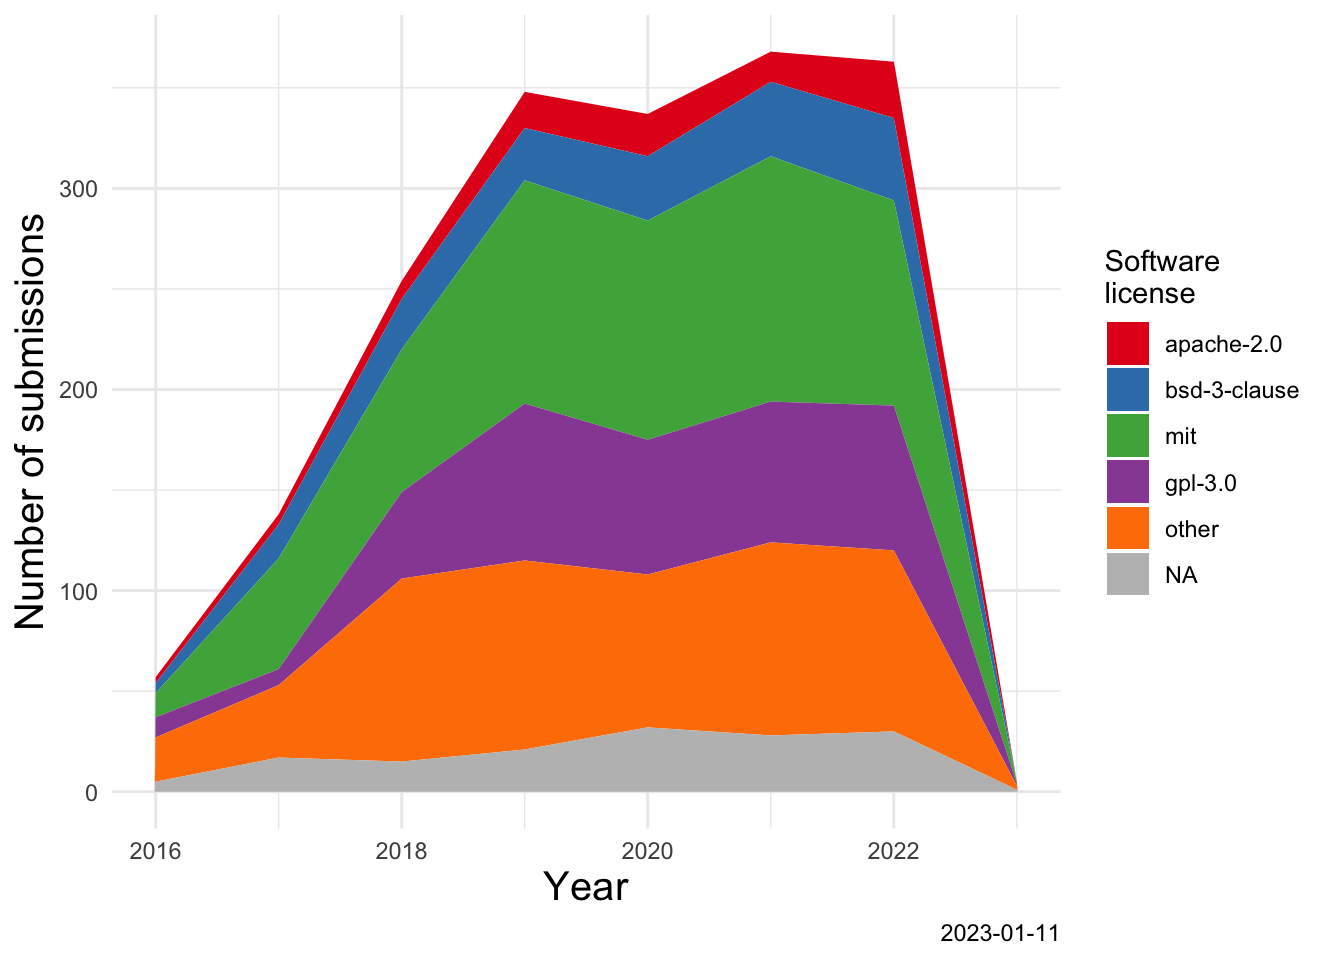 Number of submissions
300
200
100
0
2016 2018 2020 2022
Year
2023-01-11
Software
license
apache-2.0
bsd-3-clause
mit
gpl-3.0
other
NA